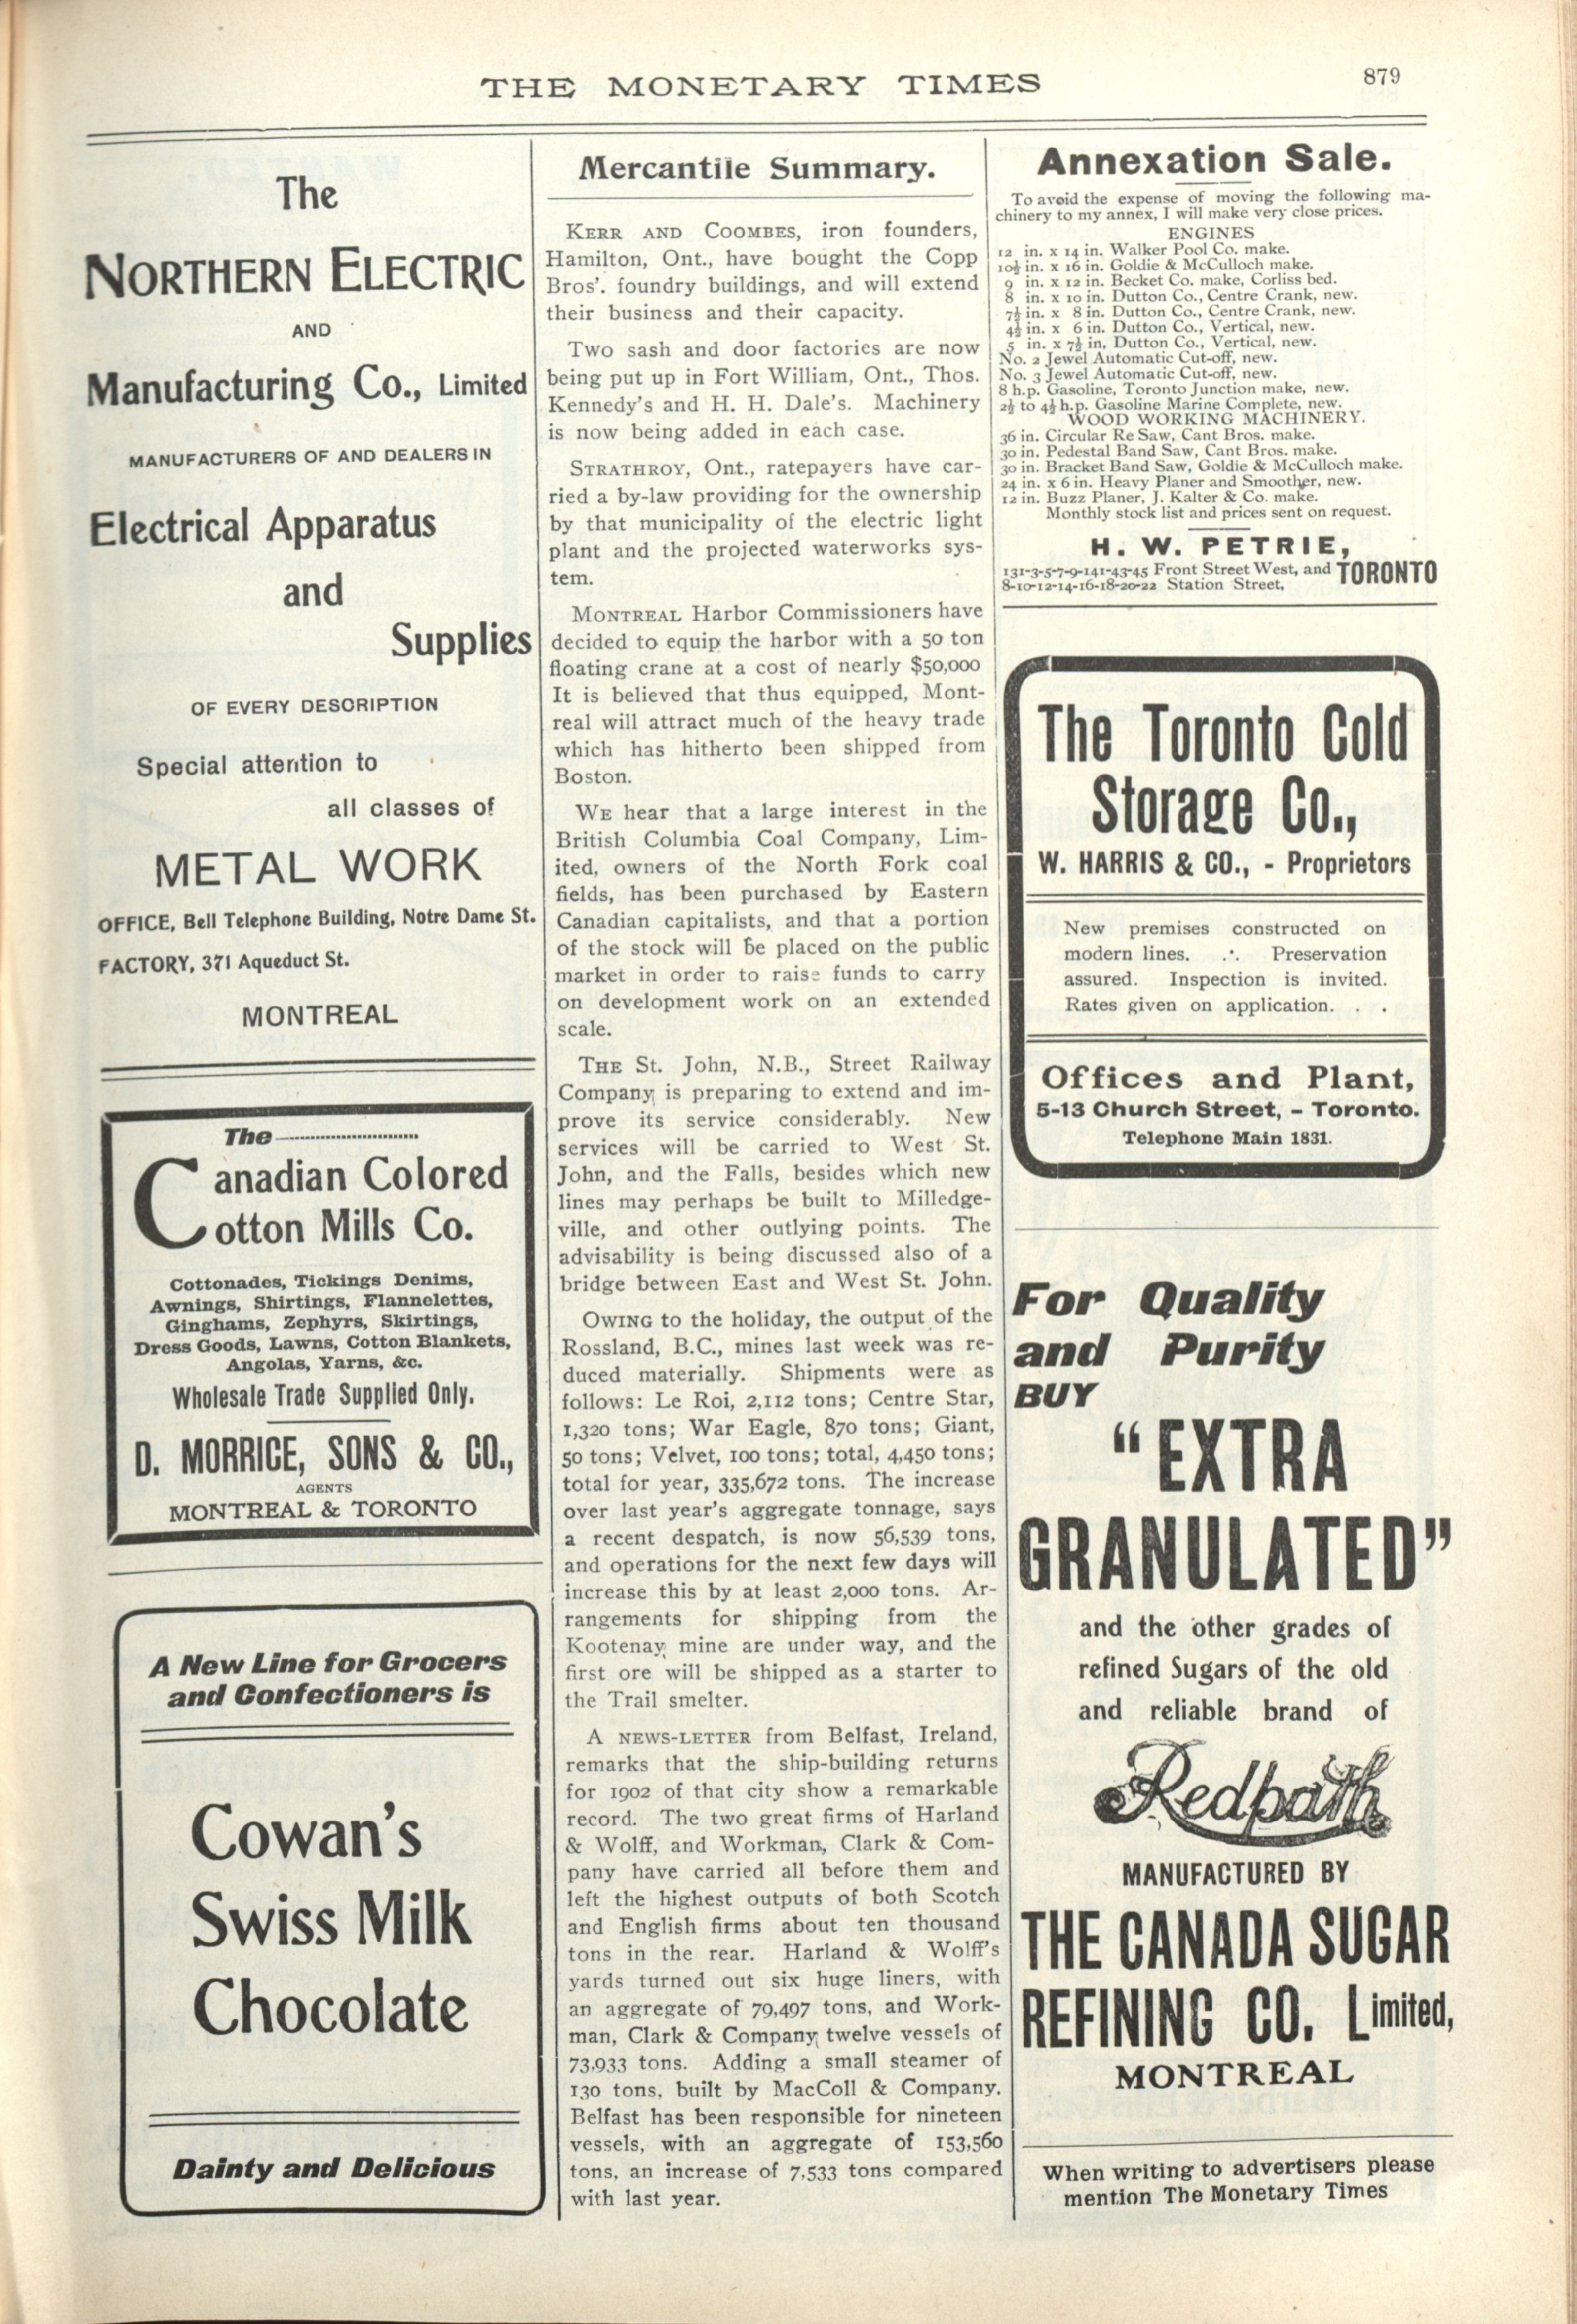 THE MONETARY TIMES
879
The
NORTHERN ELECTRIC
AND
Manufacturing Co., Limited
MANUFACTURERS OF AND DEALERS IN
Electrical Apparatus
and
Supplies
OF EVERY DESCRIPTION
Special attention to
all classes of
METAL WORK
OFFICE, Bell Telephone Building, Notre Dame St.
FACTORY, 371 Aqueduct St.
MONTREAL
The
Canadian Colored
Cotton Mills Co.
Cottonades, Tickings Denims,
Awnings, Shirtings, Flannelettes,
Ginghams, Zephyrs, Skirtings,
Dress Goods, Lawns, Cotton Blankets,
Angolas, Yarns, &c.
Wholesale Trade Supplied Only.
D. MORRICE, SONS & CO.,
AGENTS
MONTREAL & TORONTO
A New Line for Grocers
and Confectioners is
Cowan's
Swiss Milk
Chocolate
Dainty and Delicious
Mercantile Summary.
KERR AND COOMBES, iron founders,
Hamilton, Ont., have bought the Copp
Bros'. foundry buildings, and will extend
their business and their capacity.
Two sash and door factories are now
being put up in Fort William, Ont., Thos.
Kennedy's and H. H. Dale's. Machinery
is now being added in each case.
STRATHROY, Ont., ratepayers have car-
ried a by-law providing for the ownership
by that municipality of the electric light
plant and the projected waterworks sys-
tem.
MONTREAL Harbor Commissioners have
decided to equip the harbor with a 50 ton
floating crane at a cost of nearly $50,000
It is believed that thus equipped, Mont-
real will attract much of the heavy trade
which has hitherto been shipped from
Boston.
WE hear that a large interest in the
British Columbia Coal Company, Lim-
ited, owners of the North Fork coal
fields, has been purchased by Eastern
Canadian capitalists, and that a portion
of the stock will be placed on the public
market in order to raise funds to carry
on development work on an extended
scale.
THE St. John, N.B., Street Railway
Company is preparing to extend and im-
prove its service considerably. New
services will be carried to West St.
John, and the Falls, besides which new
lines may perhaps be built to Milledge-
ville, and other outlying points. The
advisability is being discussed also of a
bridge between East and West St. John.
OWING to the holiday, the output of the
Rossland, B.C., mines last week was re-
duced materially. Shipments were as
follows: Le Roi, 2,112 tons; Centre Star,
1,320 tons; War Eagle, 870 tons; Giant,
50 tons; Velvet, 100 tons; total, 4,450 tons;
total for year, 335,672 tons. The increase
over last year's aggregate tonnage, says
a recent despatch, is now 56,539 tons,
and operations for the next few days will
increase this by at least 2,000 tons. Ar-
rangements for shipping from the
Kootenay mine are under way, and the
first ore will be shipped as a starter to
the Trail smelter.
A NEWS-LETTER from Belfast, Ireland,
remarks that the ship-building returns
for 1902 of that city show a remarkable
record. The two great firms of Harland
& Wolff, and Workman, Clark & Com-
pany have carried all before them and
left the highest outputs of both Scotch
and English firms about ten thousand
tons in the rear. Harland & Wolff's
yards turned out six huge liners, with
an aggregate of 79,497 tons, and Work-
man, Clark & Company twelve vessels of
73,933 tons. Adding a small steamer of
130 tons, built by MacColl & Company.
Belfast has been responsible for nineteen
vessels, with an aggregate of 153,560
tons, an increase of 7,533 tons compared
with last year.
Annexation Sale.
To avoid the expense of moving the following ma-
chinery to my annex, I will make very close prices.
ENGINES
12 in. x 14 in. Walker Pool Co. make.
10½ in. x 16 in. Goldie & McCulloch make.
9 in. x 12 in. Becket Co. make, Corliss bed.
8 in. x 10 in. Dutton Co., Centre Crank, new.
7½ in. x 8 in. Dutton Co., Centre Crank, new.
4½ in. x 6 in. Dutton Co., Vertical, new.
5 in. x 7½ in. Dutton Co., Vertical, new.
No. 2 Jewel Automatic Cut-off, new.
No. 3 Jewel Automatic Cut-off, new.
8 h.p. Gasoline, Toronto Junction make, new.
2½ to 4½ h.p. Gasoline Marine Complete, new.
WOOD WORKING MACHINERY.
36 in. Circular Re Saw, Cant Bros. make.
30 in. Pedestal Band Saw, Cant Bros. make.
30 in. Bracket Band Saw, Goldie & McCulloch make.
24 in. x 6 in. Heavy Planer and Smoother, new.
12 in. Buzz Planer, J. Kalter & Co. make.
Monthly stock list and prices sent on request.
H. W. PETRIE,
131-3-5-7-9-141-43-45 Front Street West, and
8-10-12-14-16-18-20-22 Station Street,
TORONTO
The Toronto Cold
Storage Co.,
W. HARRIS & CO., - Proprietors
New premises constructed on
modern lines. ∴ Preservation
assured. Inspection is invited.
Rates given on application. . .
Offices and Plant,
5-13 Church Street, – Toronto.
Telephone Main 1831.
For Quality
and Purity
BUY
"EXTRA
GRANULATED"
and the other grades of
refined Sugars of the old
and reliable brand of
Redpath
MANUFACTURED BY
THE CANADA SUGAR
REFINING CO. Limited,
MONTREAL
When writing to advertisers please
mention The Monetary Times